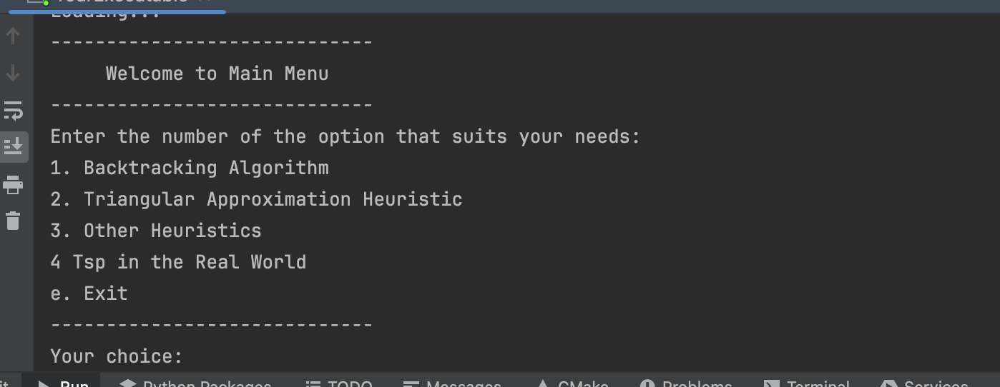 YourExecutable
Loading...
-----------------------------
Welcome to Main Menu
-----------------------------
Enter the number of the option that suits your needs:
1. Backtracking Algorithm
2. Triangular Approximation Heuristic
3. Other Heuristics
4 Tsp in the Real World
e. Exit
-----------------------------
Your choice:
Run Python Packages TODO Messages CMake Problems Terminal Services